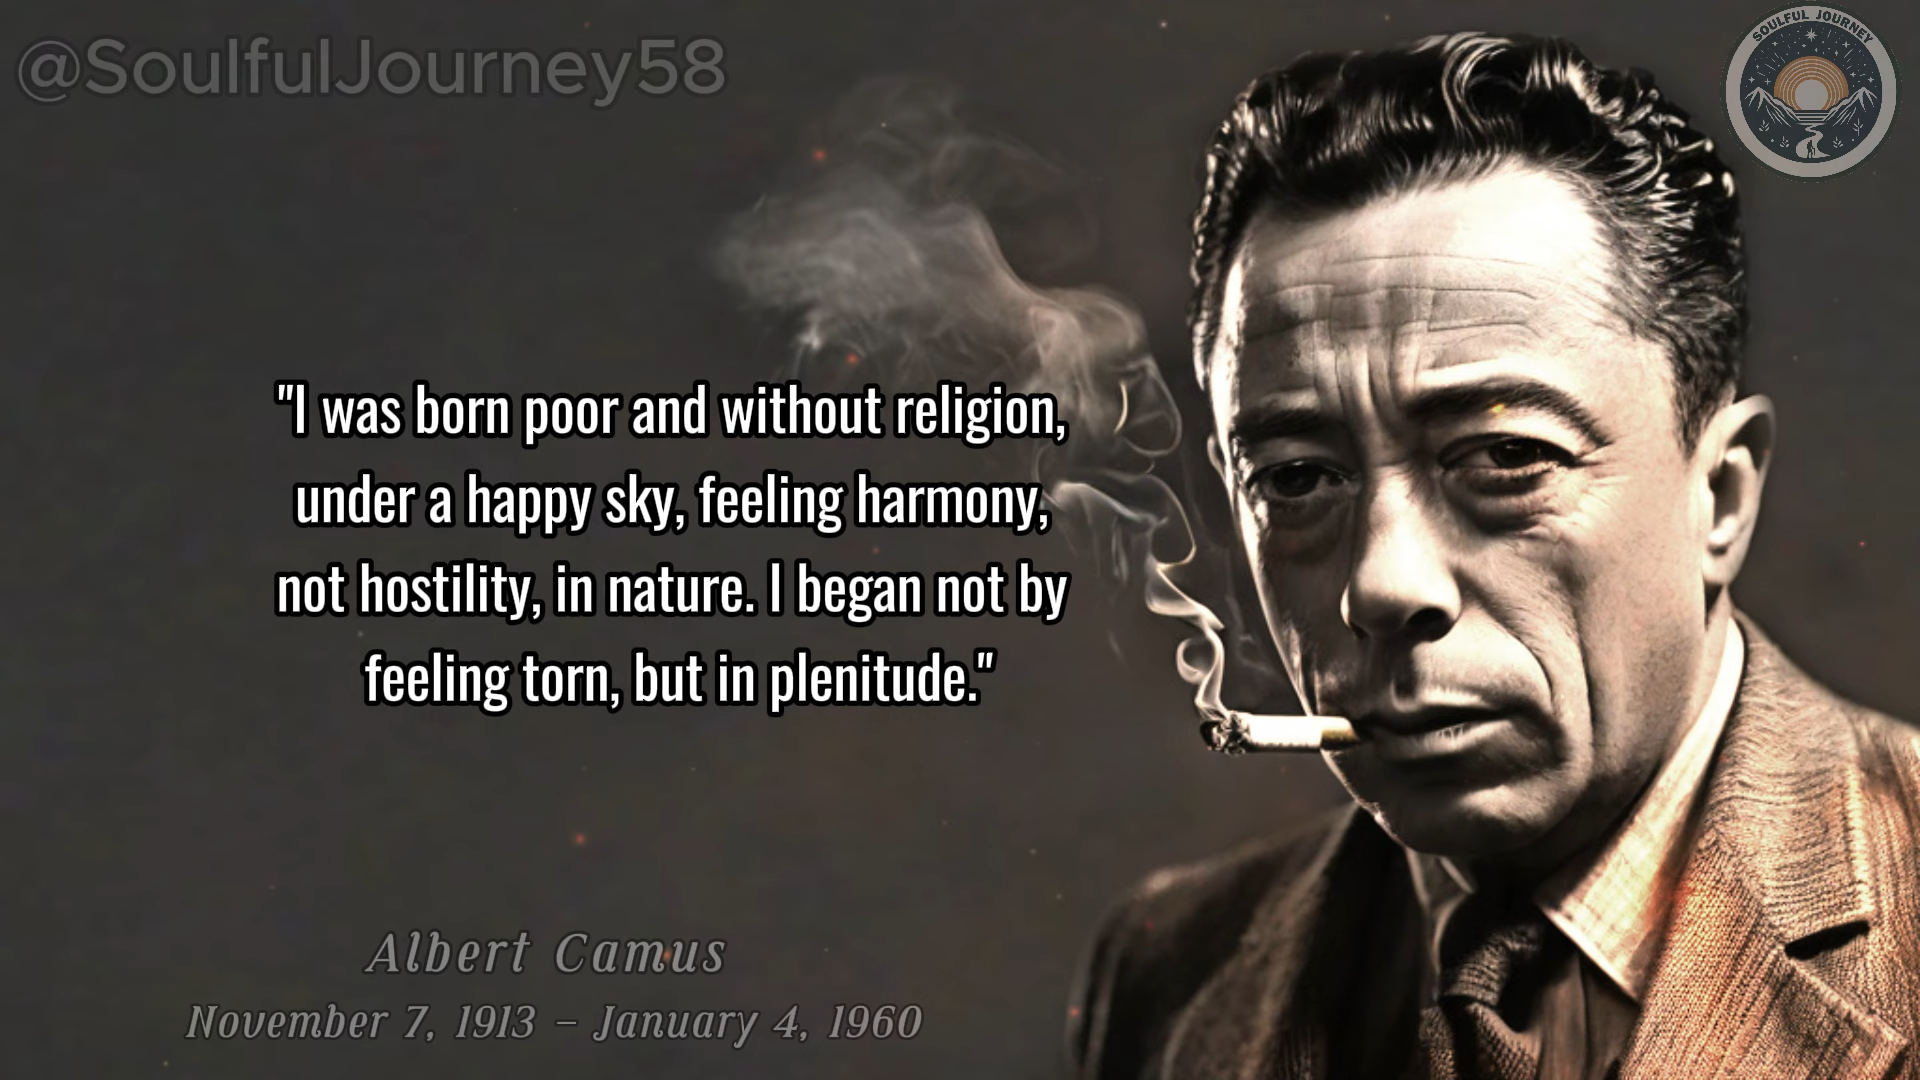 @SoulfulJourney58
SOULFUL JOURNEY
"I was born poor and without religion,
under a happy sky, feeling harmony,
not hostility, in nature. I began not by
feeling torn, but in plenitude."
Albert Camus
November 7, 1913 – January 4, 1960